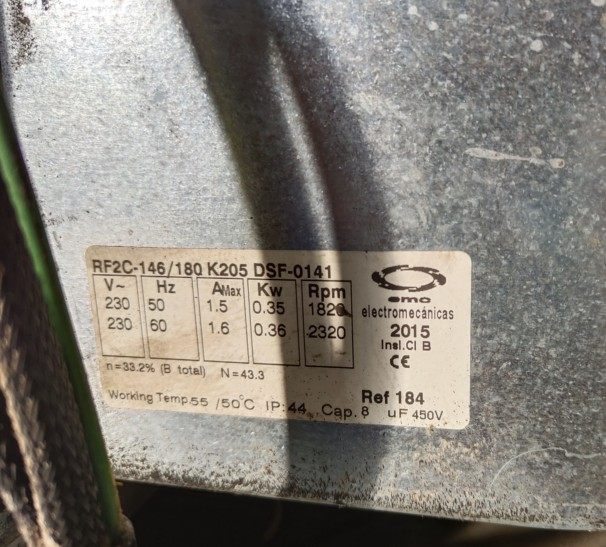 RF2C-146/180 K205 DSF-0141
V~ Hz AMax Kw Rpm
230 50 1.5 0.35 1820
230 60 1.6 0.36 2320
emc
electromecánicas
2015
Insl.Cl B
CE
n=33.2% (B total) N=43.3
Ref 184
Working Temp.55 /50°C IP:44 Cap. 8 uF 450V